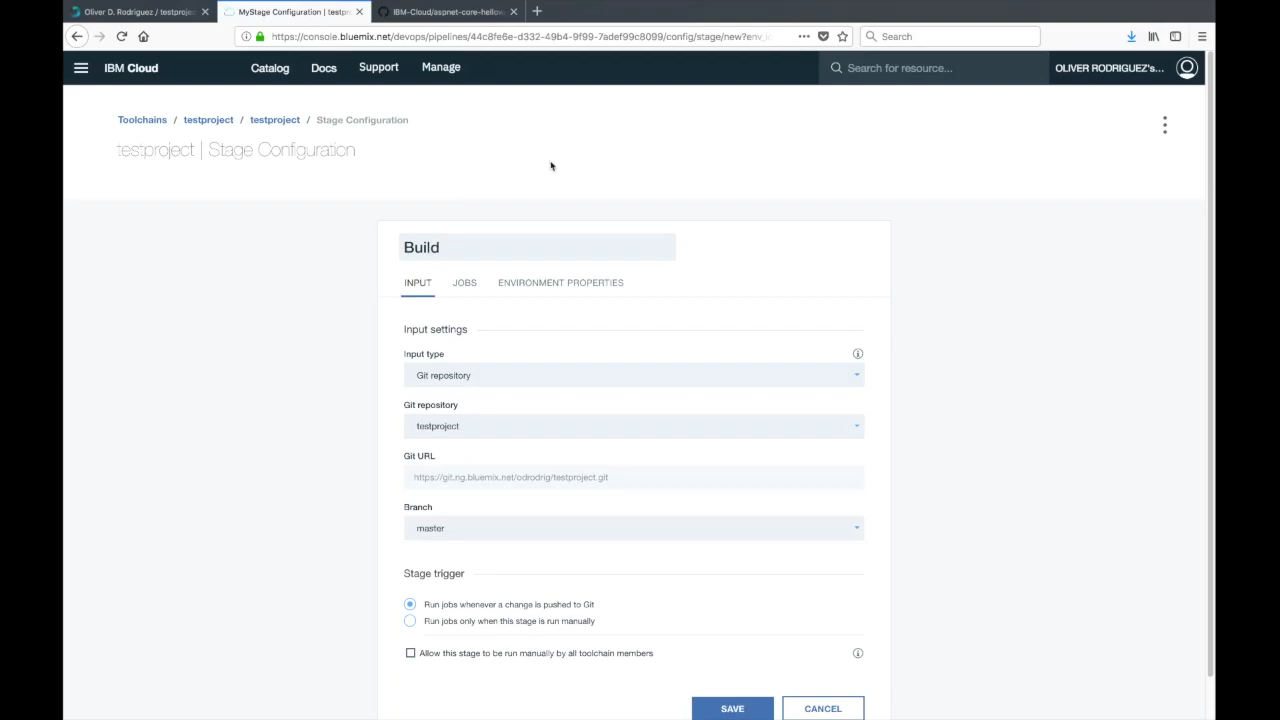 Oliver D. Rodriguez / testprojec
MyStage Configuration | testpr
IBM-Cloud/aspnet-core-hellow
https://console.bluemix.net/devops/pipelines/44c8fe6e-d332-49b4-9f99-7adef99c8099/config/stage/new?env_i
Search
IBM Cloud
Catalog
Docs
Support
Manage
Search for resource...
OLIVER RODRIGUEZ's...
Toolchains / testproject / testproject / Stage Configuration
testproject | Stage Configuration
Build
INPUT
JOBS
ENVIRONMENT PROPERTIES
Input settings
Input type
Git repository
Git repository
testproject
Git URL
https://git.ng.bluemix.net/odrodrig/testproject.git
Branch
master
Stage trigger
Run jobs whenever a change is pushed to Git
Run jobs only when this stage is run manually
Allow this stage to be run manually by all toolchain members
SAVE
CANCEL